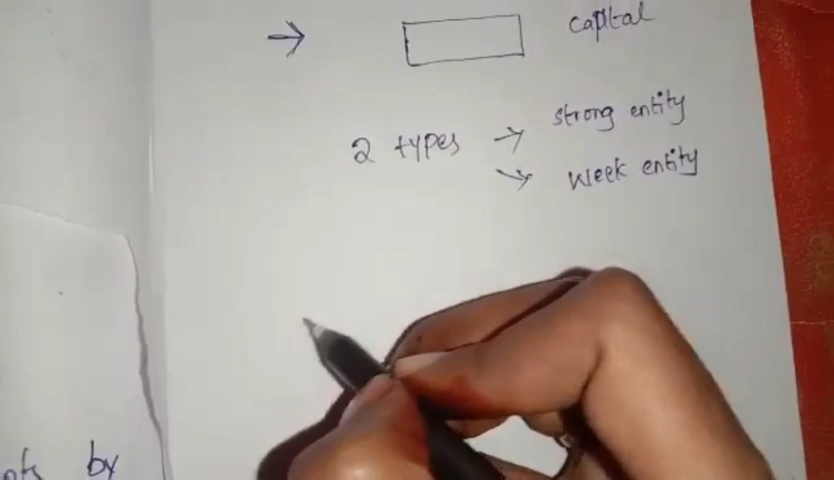 → capital
2 types → strong entity
→ week entity
by